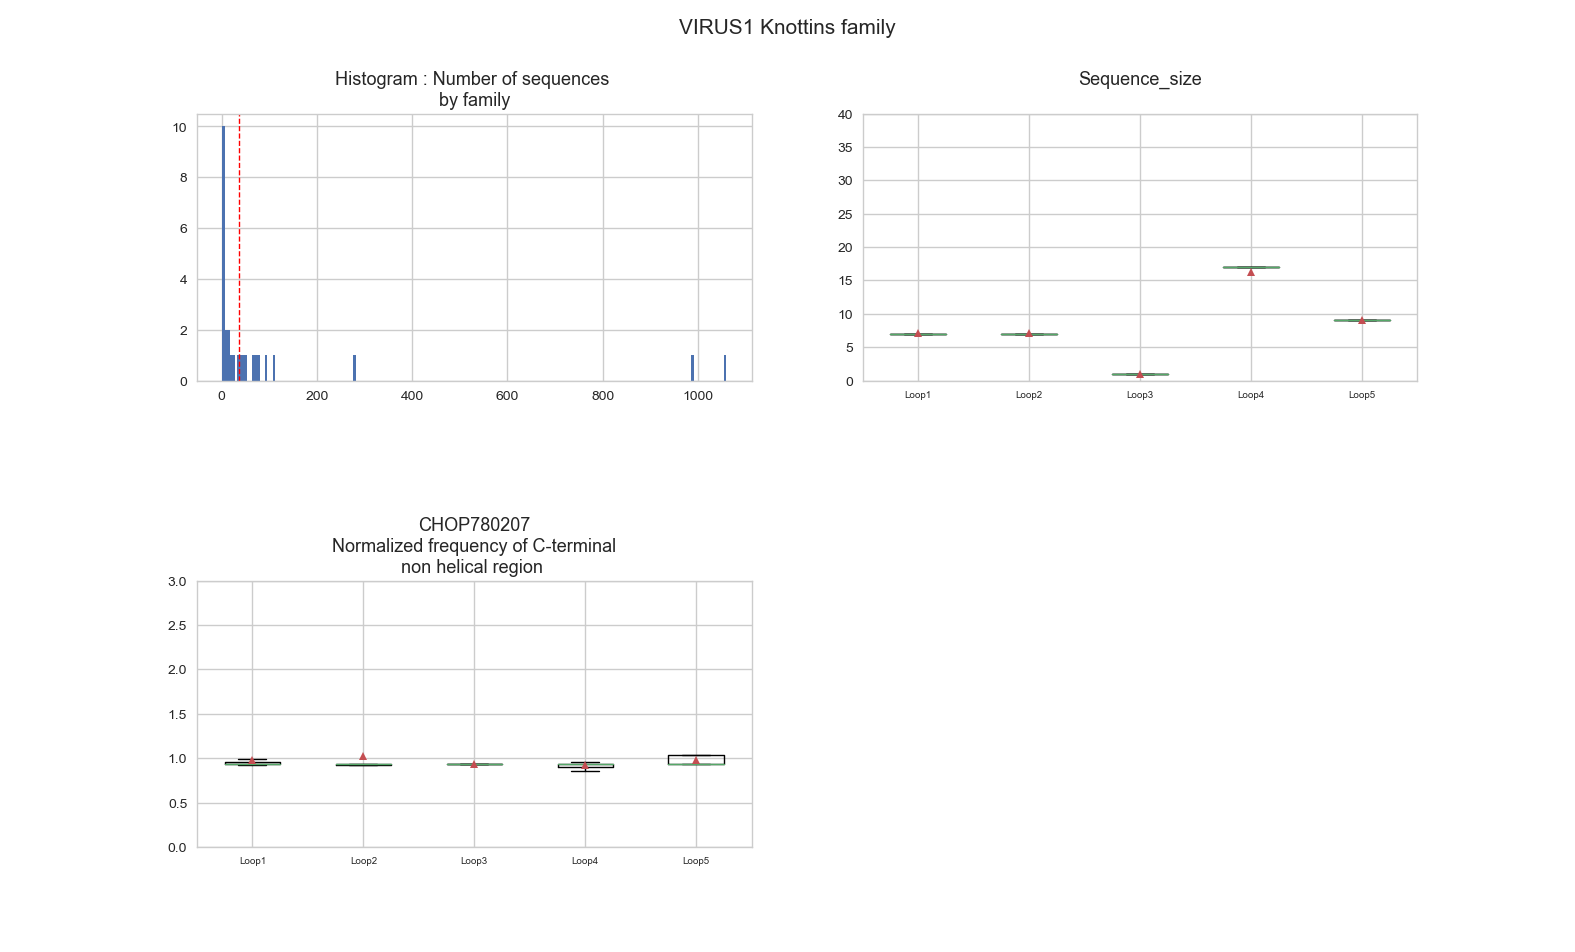 VIRUS1 Knottins family
Histogram : Number of sequences
by family
10
8
6
4
2
0
0 200 400 600 800 1000
Sequence_size
40
35
30
25
20
15
10
5
0
Loop1 Loop2 Loop3 Loop4 Loop5
CHOP780207
Normalized frequency of C-terminal
non helical region
3.0
2.5
2.0
1.5
1.0
0.5
0.0
Loop1 Loop2 Loop3 Loop4 Loop5